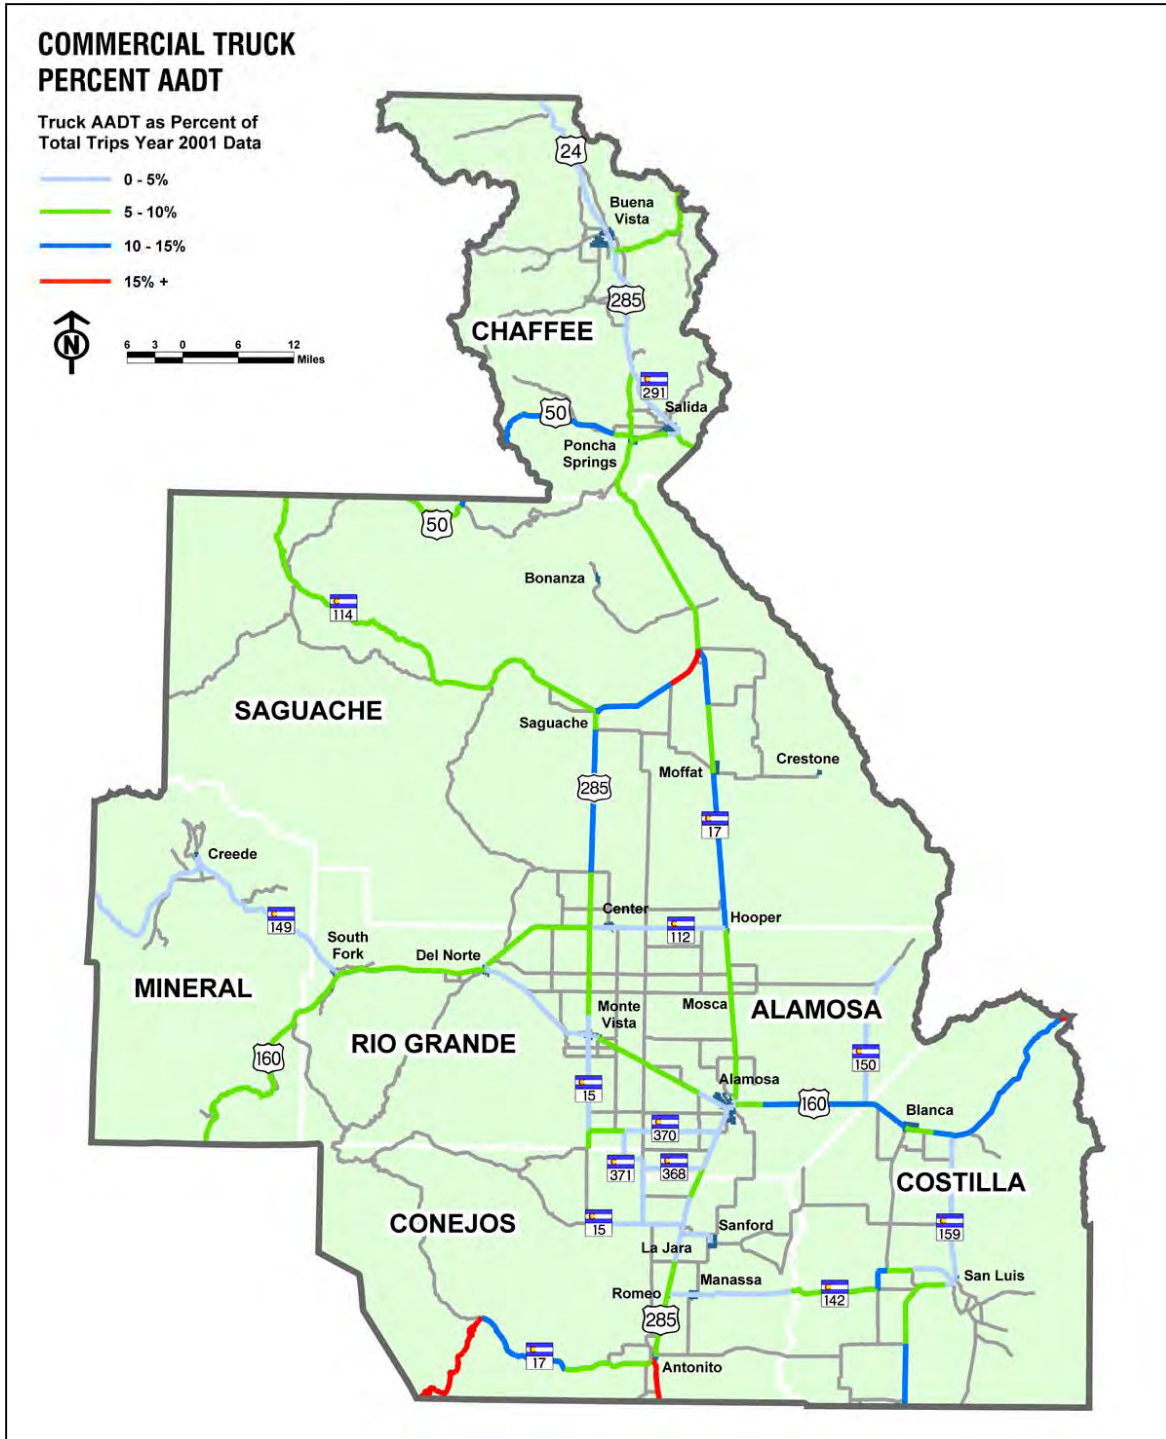 COMMERCIAL TRUCK
PERCENT AADT
Truck AADT as Percent of
Total Trips Year 2001 Data
0 - 5%
5 - 10%
10 - 15%
15% +
N
6 3 0 6 12
Miles
24
Buena
Vista
285
CHAFFEE
291
Salida
50
Poncha
Springs
50
Bonanza
114
SAGUACHE
Saguache
Moffat
Crestone
285
17
Creede
149
Center
Hooper
112
South
Fork
Del Norte
MINERAL
Mosca
ALAMOSA
Monte
Vista
RIO GRANDE
160
150
15
Alamosa
160
Blanca
370
371
368
COSTILLA
CONEJOS
15
Sanford
159
La Jara
Manassa
San Luis
Romeo
142
285
17
Antonito